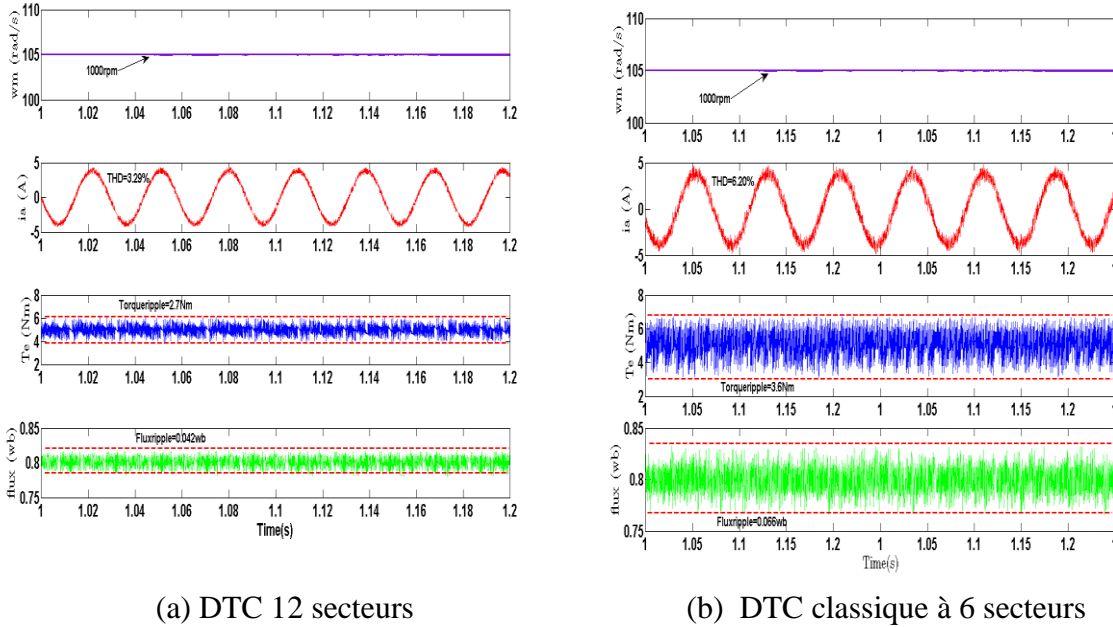 110
105
100
wm (rad/s)
1000rpm
1 1.02 1.04 1.06 1.08 1.1 1.12 1.14 1.16 1.18 1.2
5
0
-5
ia (A)
THD=3.29%
1 1.02 1.04 1.06 1.08 1.1 1.12 1.14 1.16 1.18 1.2
8
6
4
2
Te (Nm)
Torqueripple=2.7Nm
1 1.02 1.04 1.06 1.08 1.1 1.12 1.14 1.16 1.18 1.2
0.85
0.8
0.75
flux (wb)
Fluxripple=0.042wb
1 1.02 1.04 1.06 1.08 1.1 1.12 1.14 1.16 1.18 1.2
Time(s)
(a) DTC 12 secteurs
110
105
100
wm (rad/s)
1000rpm
1 1.05 1.1 1.15 1.2 1 1.05 1.1 1.15 1.2
5
0
-5
ia (A)
THD=6.20%
1 1.05 1.1 1.15 1.2 1 1.05 1.1 1.15 1.2
8
6
4
2
Te (Nm)
Torqueripple=3.6Nm
1 1.05 1.1 1.15 1.2 1 1.05 1.1 1.15 1.2
0.85
0.8
0.75
flux (wb)
Fluxripple=0.066wb
1 1.05 1.1 1.15 1.2 1 1.05 1.1 1.15 1.2
Time(s)
(b) DTC classique à 6 secteurs